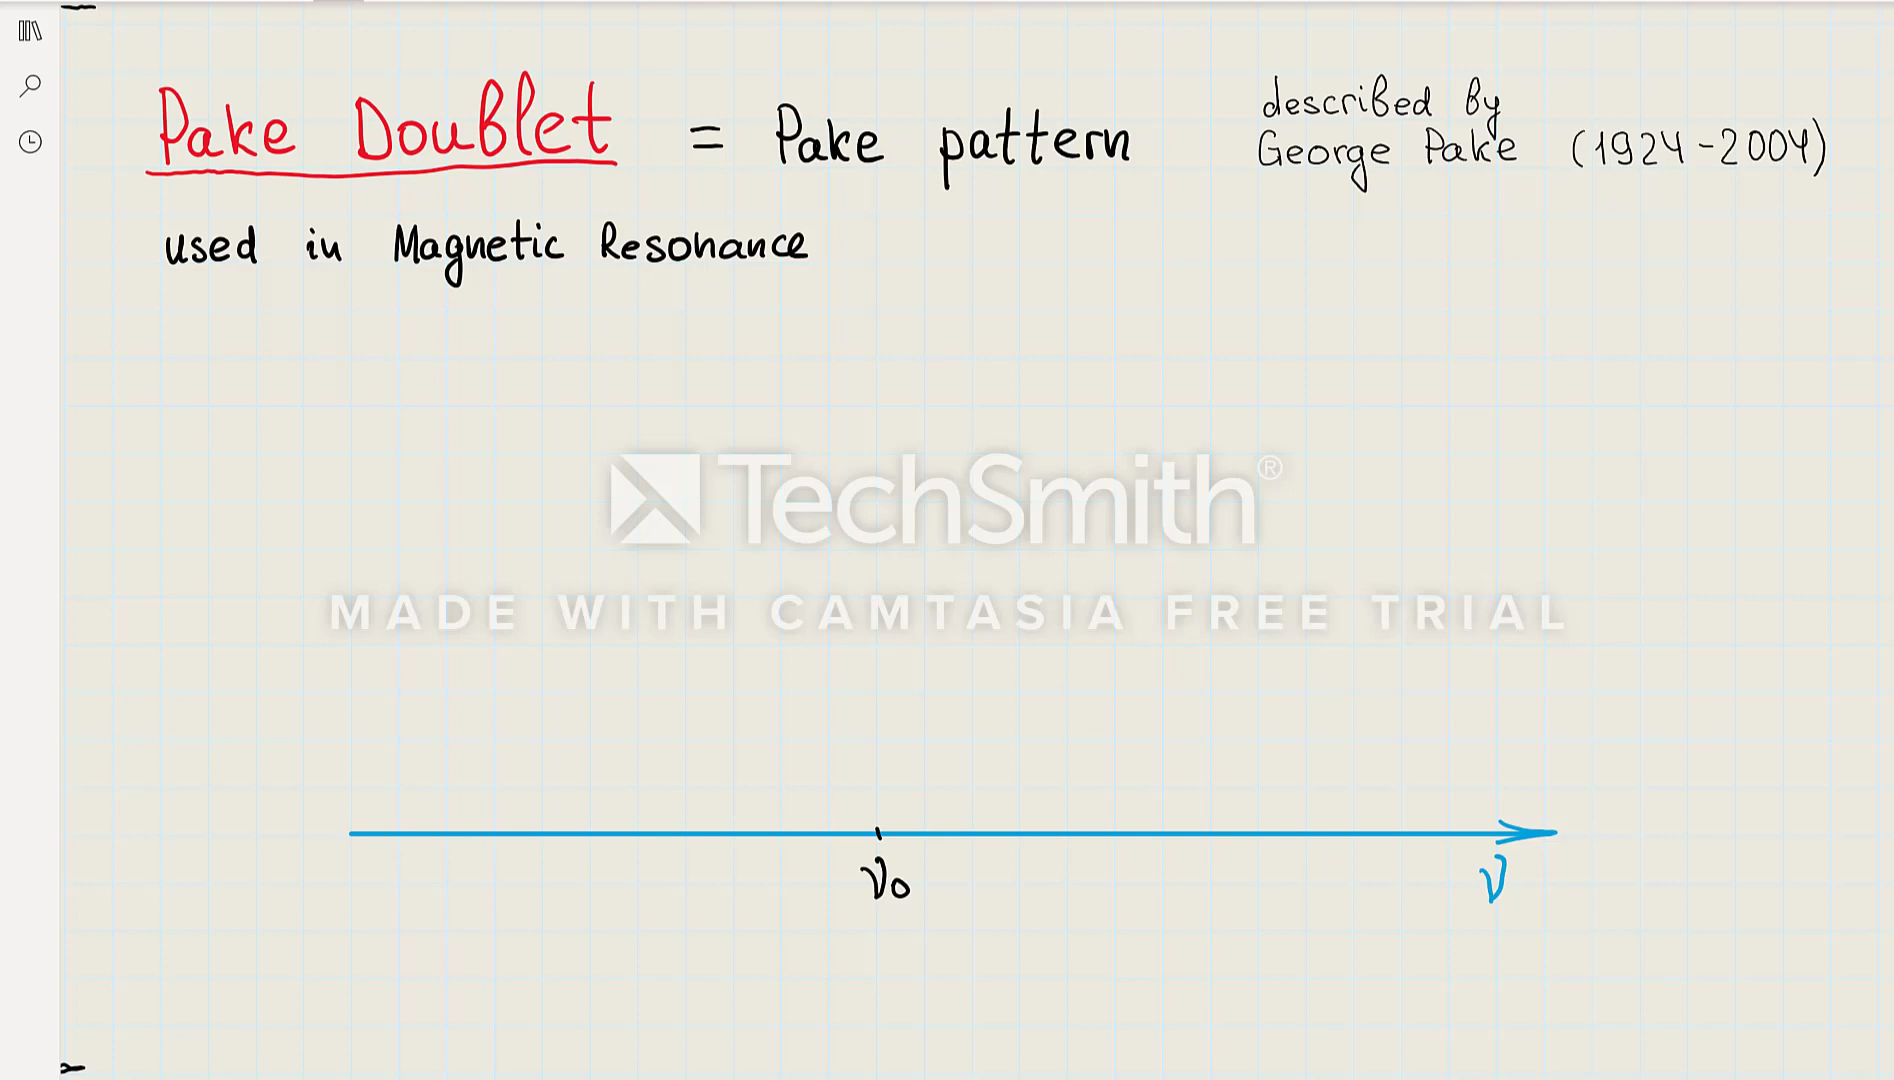 Pake Doublet = Pake pattern
described by
George Pake (1924-2004)
used in Magnetic Resonance
TechSmith®
MADE WITH CAMTASIA FREE TRIAL
ν₀
ν